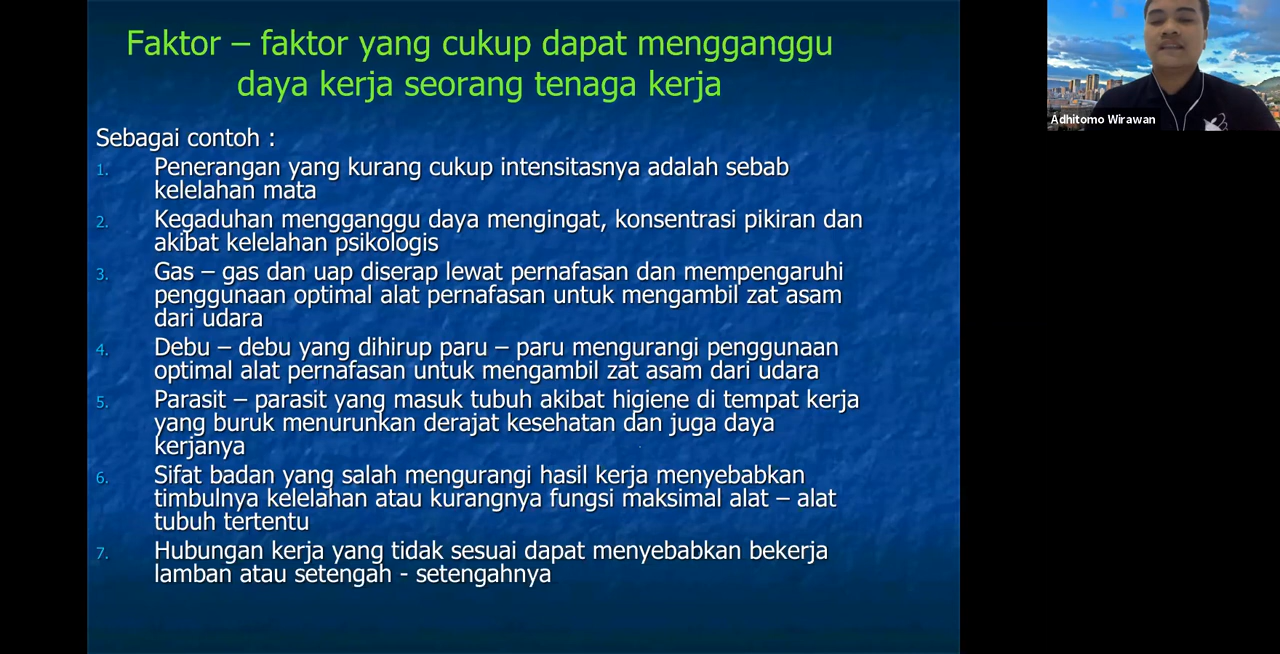 Faktor – faktor yang cukup dapat mengganggu
daya kerja seorang tenaga kerja
Sebagai contoh :
1. Penerangan yang kurang cukup intensitasnya adalah sebab
kelelahan mata
2. Kegaduhan mengganggu daya mengingat, konsentrasi pikiran dan
akibat kelelahan psikologis
3. Gas – gas dan uap diserap lewat pernafasan dan mempengaruhi
penggunaan optimal alat pernafasan untuk mengambil zat asam
dari udara
4. Debu – debu yang dihirup paru – paru mengurangi penggunaan
optimal alat pernafasan untuk mengambil zat asam dari udara
5. Parasit – parasit yang masuk tubuh akibat higiene di tempat kerja
yang buruk menurunkan derajat kesehatan dan juga daya
kerjanya
6. Sifat badan yang salah mengurangi hasil kerja menyebabkan
timbulnya kelelahan atau kurangnya fungsi maksimal alat – alat
tubuh tertentu
7. Hubungan kerja yang tidak sesuai dapat menyebabkan bekerja
lamban atau setengah - setengahnya
Adhitomo Wirawan